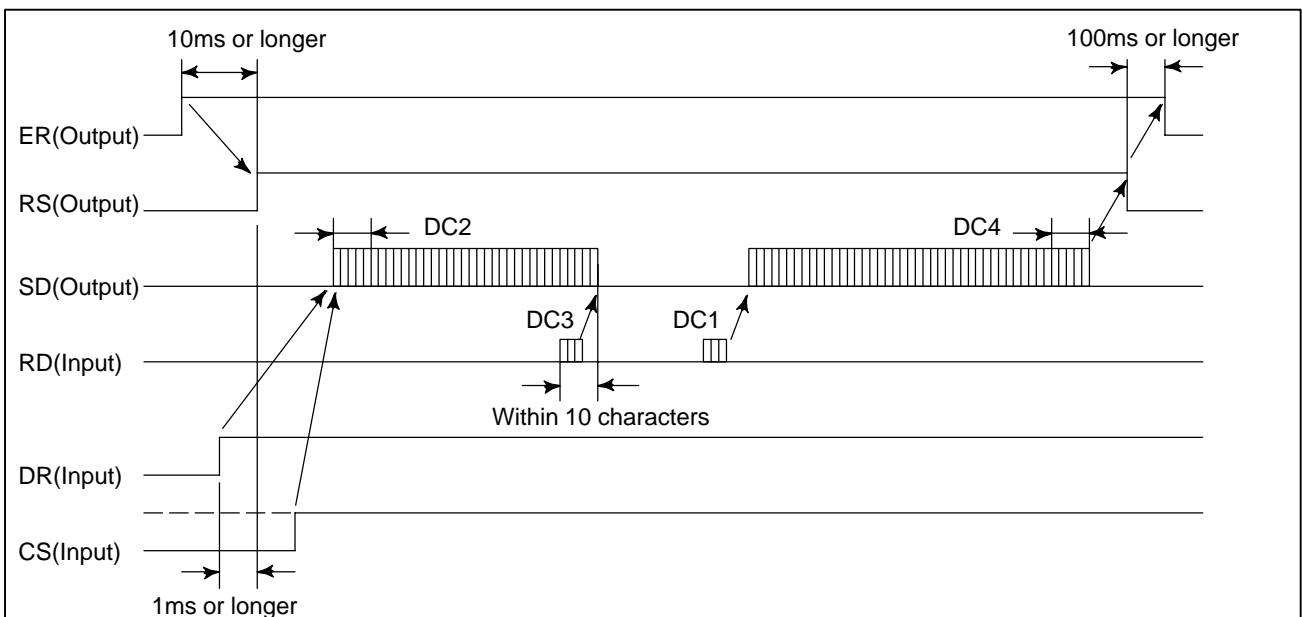 10ms or longer
100ms or longer
ER(Output)
RS(Output)
DC2
DC4
SD(Output)
DC3
DC1
RD(Input)
Within 10 characters
DR(Input)
CS(Input)
1ms or longer